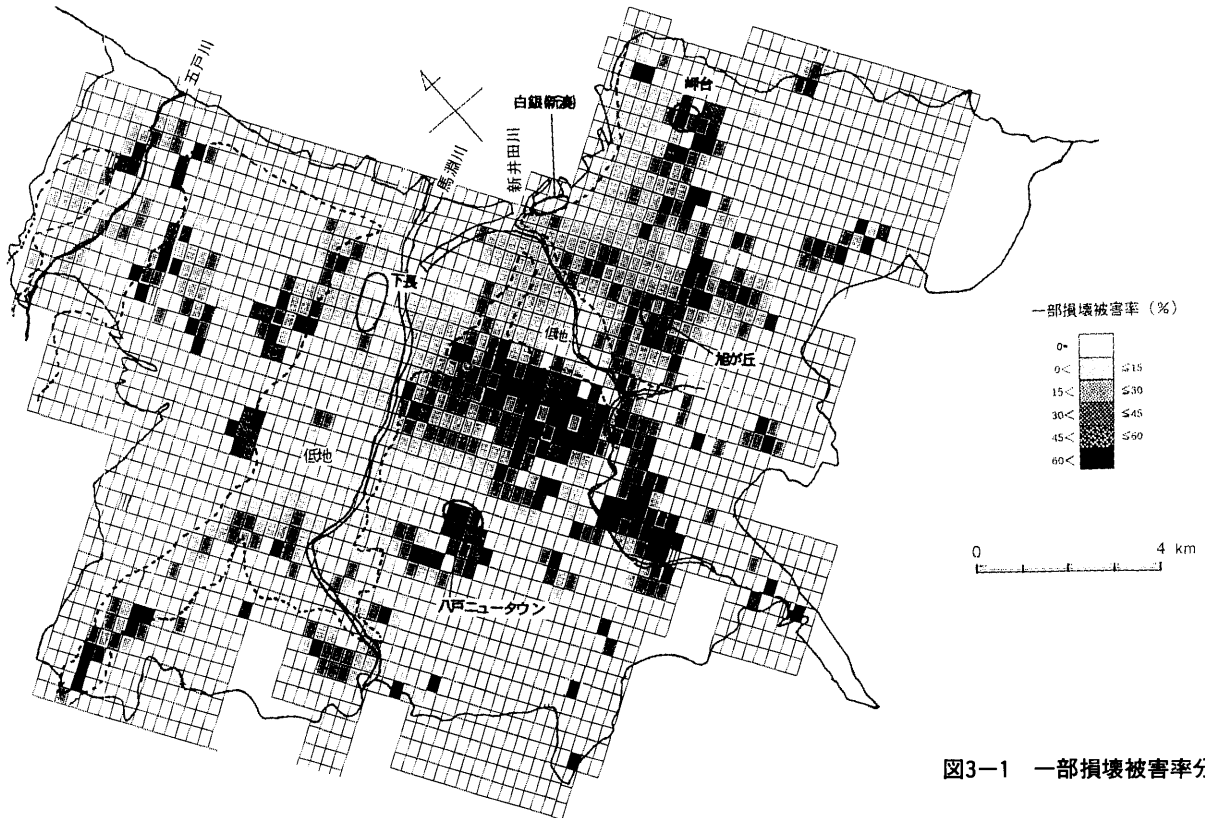 五戸川
馬淵川
新井田川
白銀(新湊)
岬台
下長
低地
旭が丘
低地
八戸ニュータウン
一部損壊被害率 (%)
0=
0< ≦15
15< ≦30
30< ≦45
45< ≦60
60<
0 4 km
図3-1 一部損壊被害率分